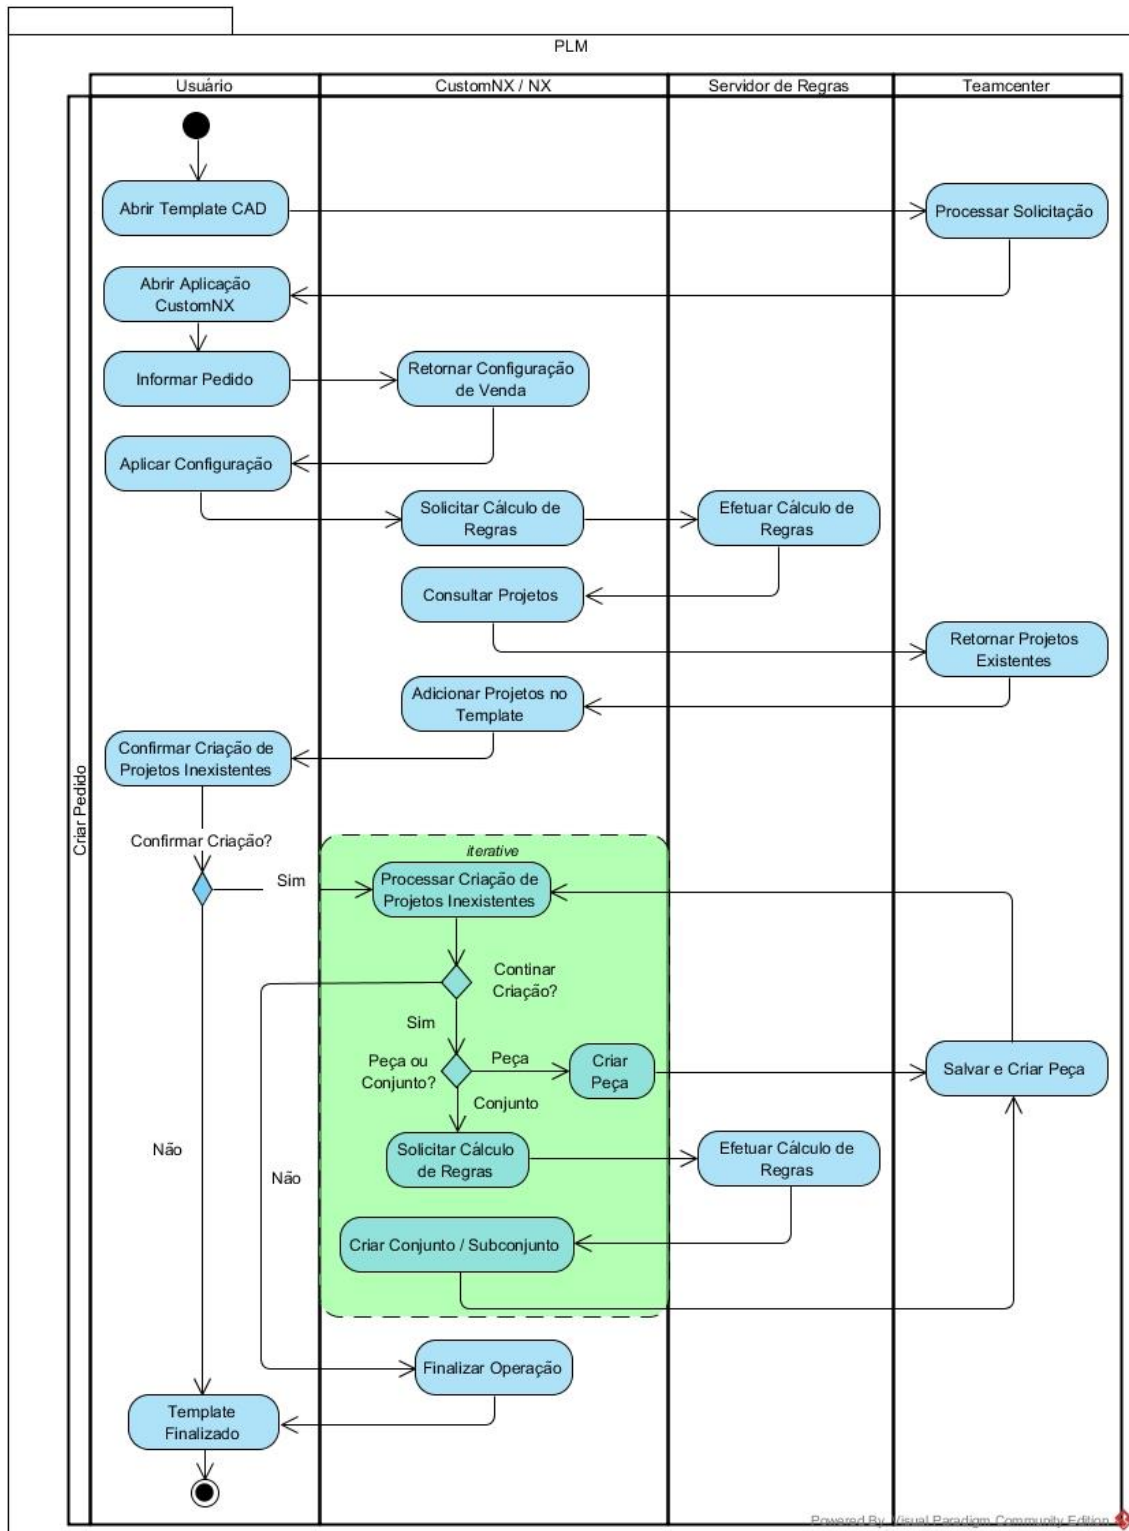 PLM
Usuário
CustomNX / NX
Servidor de Regras
Teamcenter
Criar Pedido
Abrir Template CAD
Processar Solicitação
Abrir Aplicação
CustomNX
Informar Pedido
Retornar Configuração
de Venda
Aplicar Configuração
Solicitar Cálculo de
Regras
Efetuar Cálculo de
Regras
Consultar Projetos
Retornar Projetos
Existentes
Adicionar Projetos no
Template
Confirmar Criação de
Projetos Inexistentes
Confirmar Criação?
Sim
iterative
Processar Criação de
Projetos Inexistentes
Continar
Criação?
Sim
Peça ou
Conjunto?
Peça
Criar
Peça
Salvar e Criar Peça
Conjunto
Solicitar Cálculo
de Regras
Efetuar Cálculo de
Regras
Não
Não
Criar Conjunto / Subconjunto
Finalizar Operação
Template
Finalizado
Powered By Visual Paradigm Community Edition